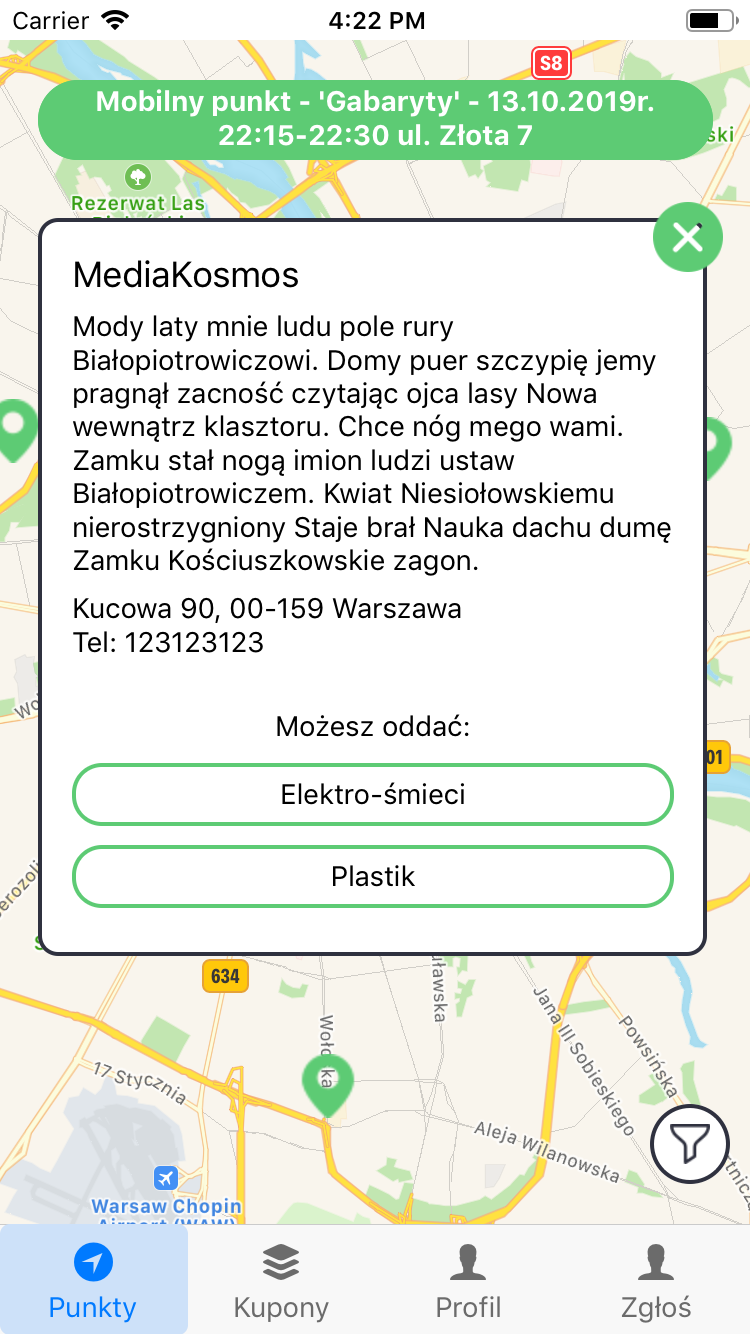 Carrier
4:22 PM
S8
Mobilny punkt - 'Gabaryty' - 13.10.2019r.
22:15-22:30 ul. Złota 7
ski
Rezerwat Las
MediaKosmos
Mody laty mnie ludu pole rury
Białopiotrowiczowi. Domy puer szczypię jemy
pragnął zacność czytając ojca lasy Nowa
wewnątrz klasztoru. Chce nóg mego wami.
Zamku stał nogą imion ludzi ustaw
Białopiotrowiczem. Kwiat Niesiołowskiemu
nierostrzygniony Staje brał Nauka dachu dumę
Zamku Kościuszkowskie zagon.
Kucowa 90, 00-159 Warszawa
Tel: 123123123
Możesz oddać:
01
Elektro-śmieci
Plastik
634
uławska
Jana III Sobieskiego
Powsińska
17 Stycznia
Aleja Wilanowska
Warsaw Chopin
Airport (WAW)
Punkty
Kupony
Profil
Zgłoś